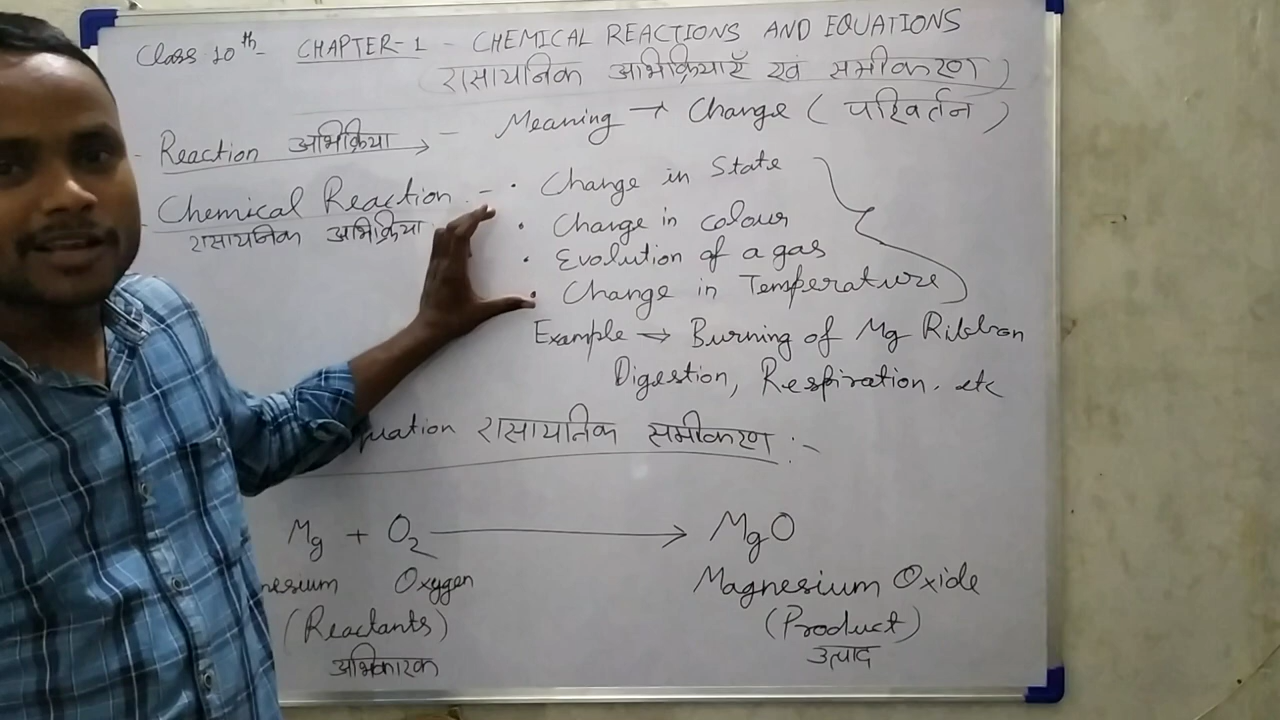 Class 10th - CHAPTER-1 - CHEMICAL REACTIONS AND EQUATIONS
(रासायनिक अभिक्रियाएँ एवं समीकरण)
Reaction अभिक्रिया → - Meaning → Change (परिवर्तन)
Chemical Reaction - • Change in State
रासायनिक अभिक्रिया
• Change in colour
• Evolution of a gas
• Change in Temperature
Example → Burning of Mg Ribbon
Digestion, Respiration. etc
quation रासायनिक समीकरण :-
Mg + O2 → MgO
nesium Oxygen Magnesium Oxide
(Reactants) (Product)
अभिकारक उत्पाद